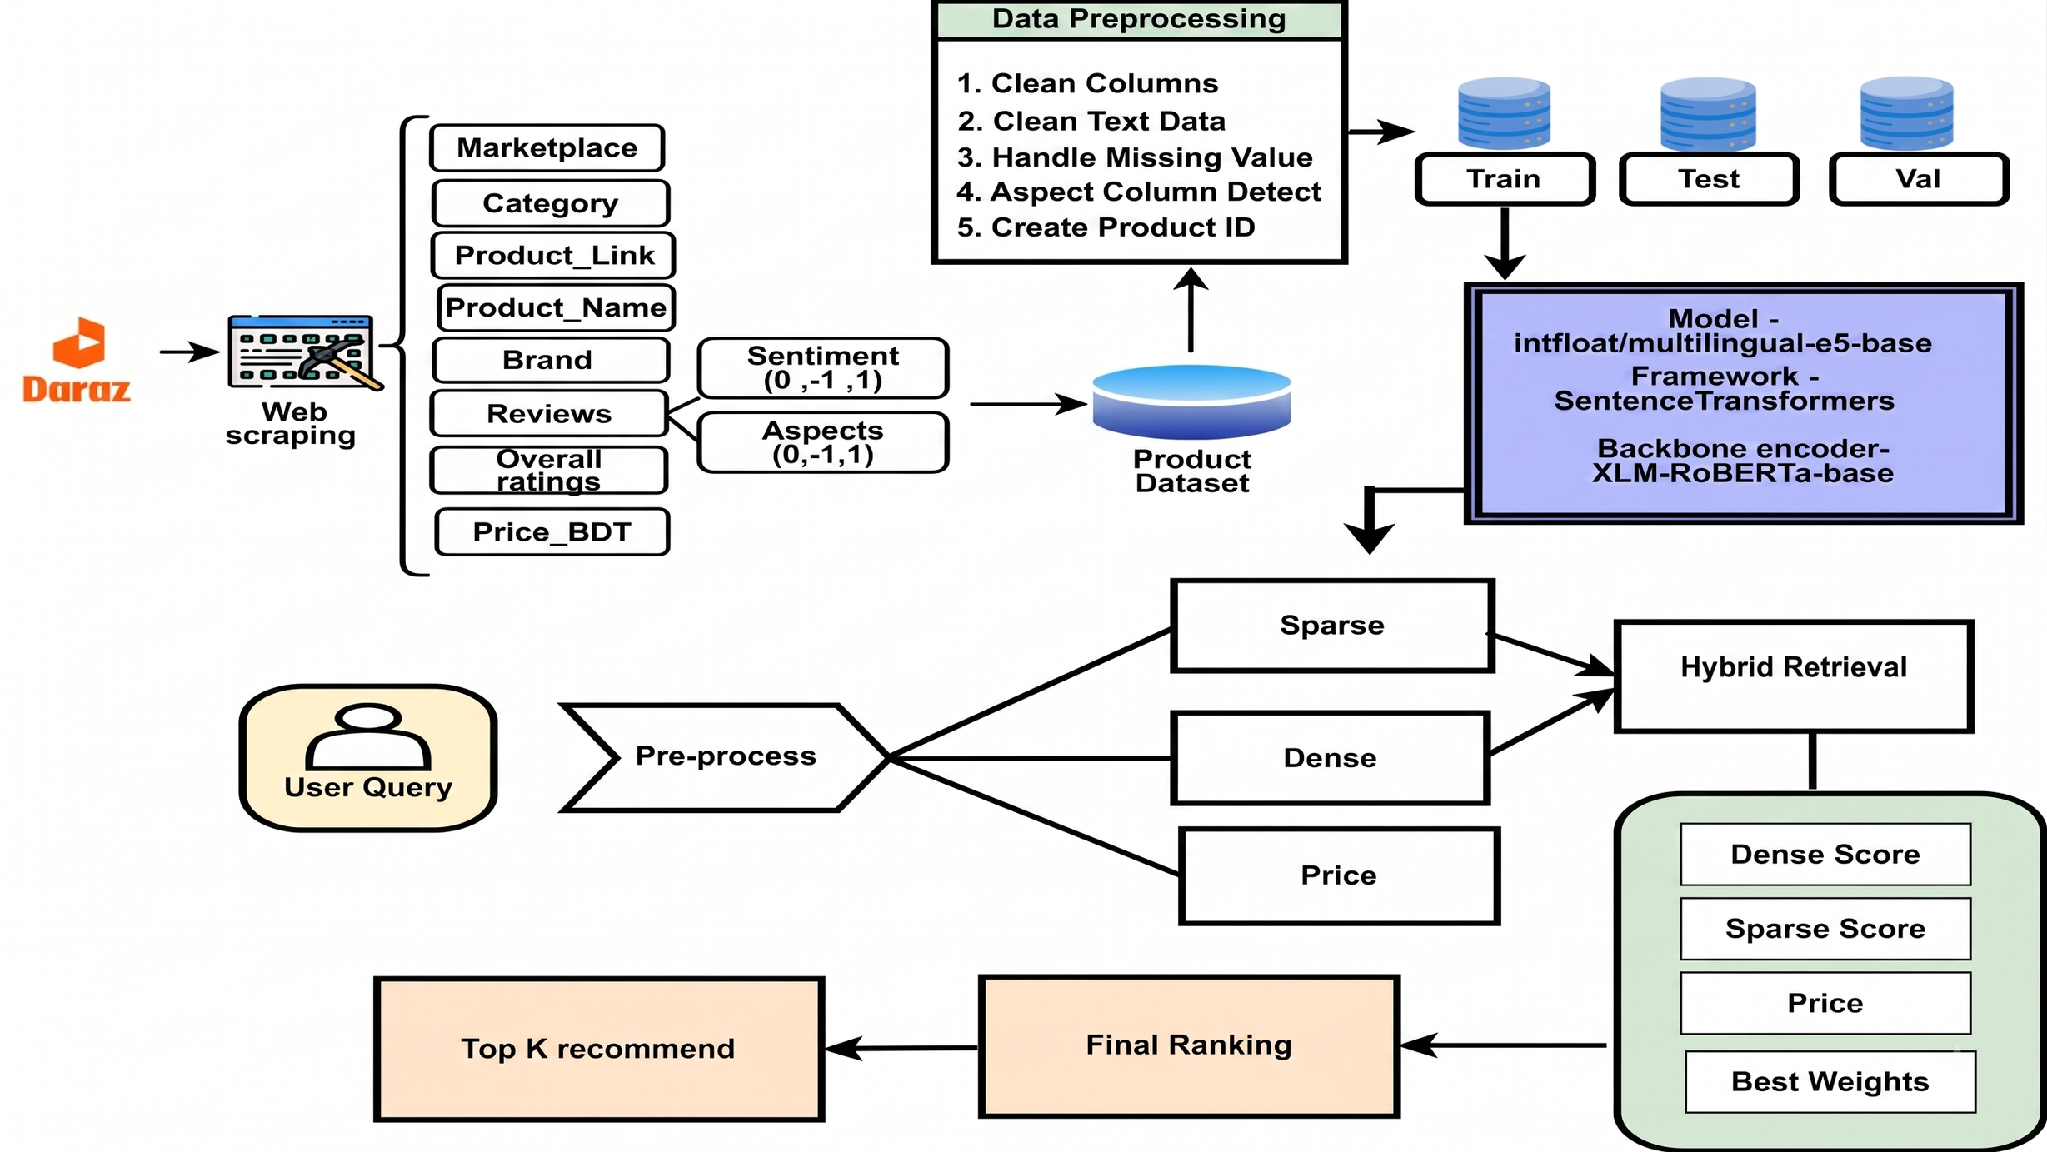 Data Preprocessing
1. Clean Columns
2. Clean Text Data
3. Handle Missing Value
4. Aspect Column Detect
5. Create Product ID
Train
Test
Val
Marketplace
Category
Product_Link
Product_Name
Brand
Reviews
Overall
ratings
Price_BDT
Daraz
Web
scraping
Sentiment
(0 ,-1 ,1)
Aspects
(0,-1,1)
Product
Dataset
Model -
intfloat/multilingual-e5-base
Framework -
SentenceTransformers
Backbone encoder-
XLM-RoBERTa-base
User Query
Pre-process
Sparse
Dense
Price
Hybrid Retrieval
Dense Score
Sparse Score
Price
Best Weights
Final Ranking
Top K recommend